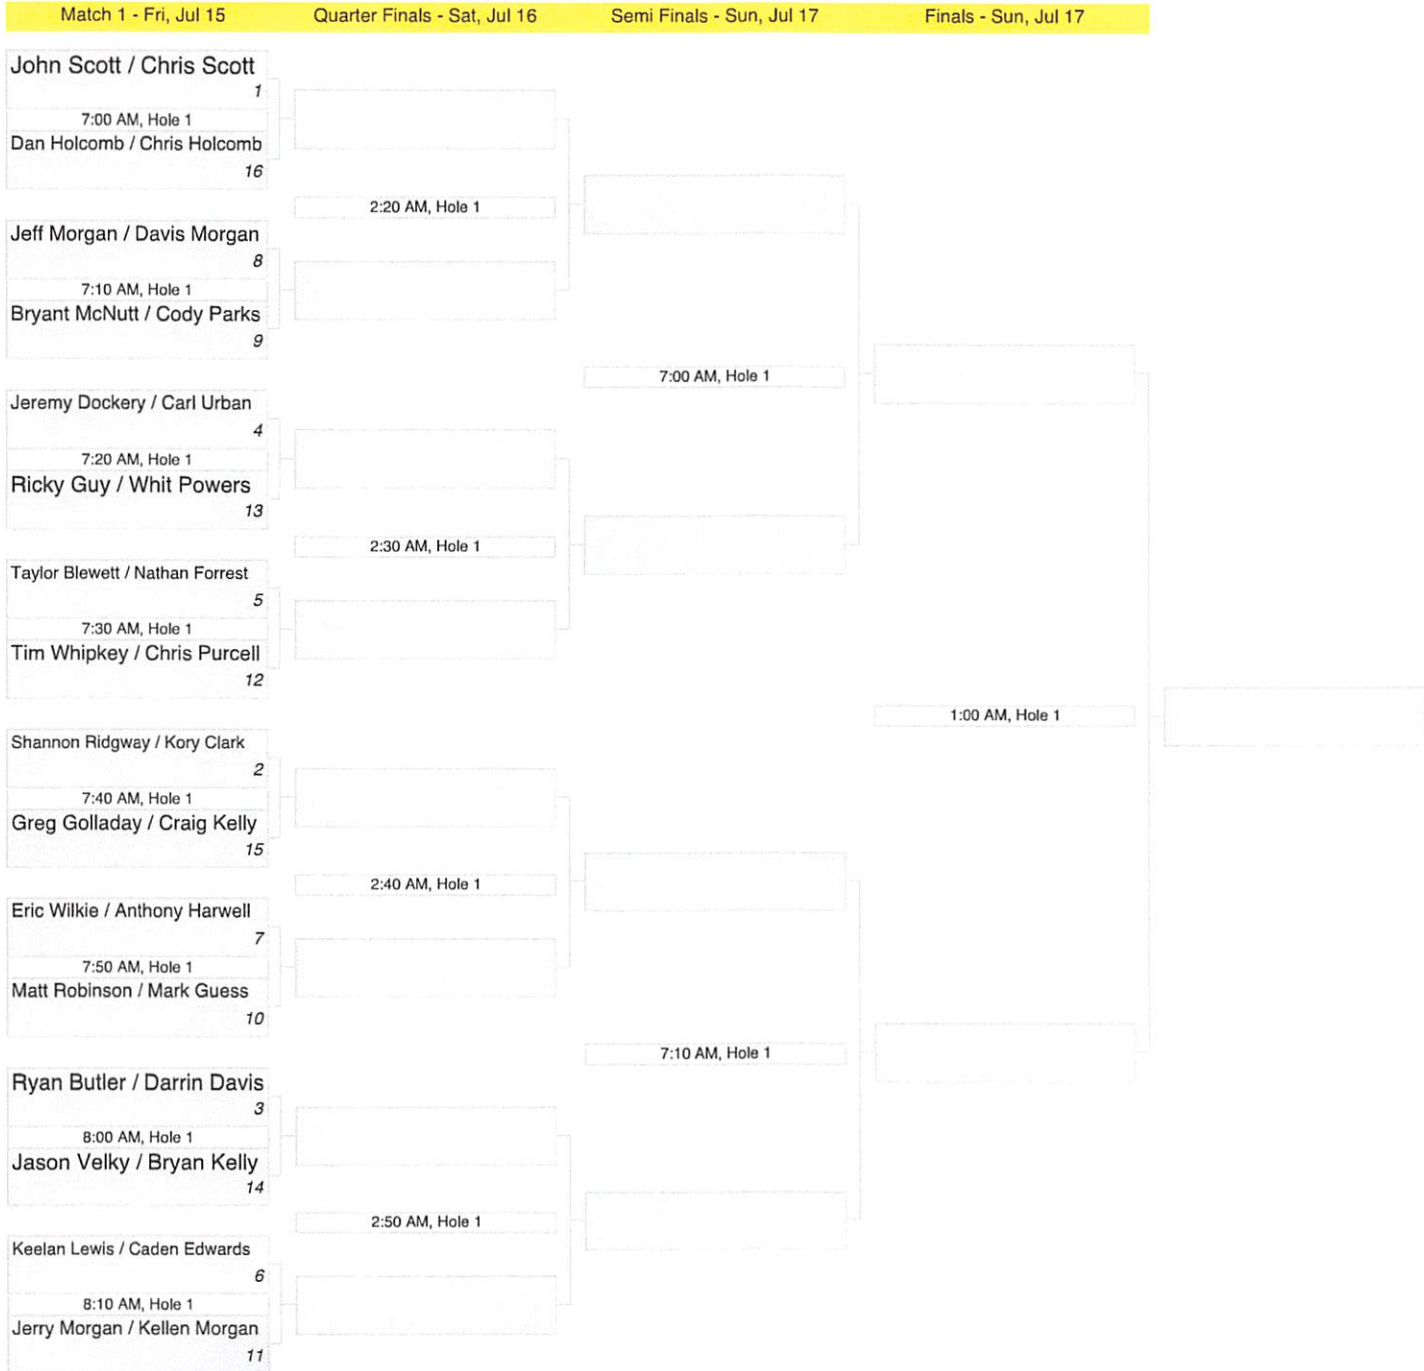 Match 1 - Fri, Jul 15
Quarter Finals - Sat, Jul 16
Semi Finals - Sun, Jul 17
Finals - Sun, Jul 17
John Scott / Chris Scott
1
7:00 AM, Hole 1
Dan Holcomb / Chris Holcomb
16
2:20 AM, Hole 1
Jeff Morgan / Davis Morgan
8
7:10 AM, Hole 1
Bryant McNutt / Cody Parks
9
7:00 AM, Hole 1
Jeremy Dockery / Carl Urban
4
7:20 AM, Hole 1
Ricky Guy / Whit Powers
13
2:30 AM, Hole 1
Taylor Blewett / Nathan Forrest
5
7:30 AM, Hole 1
Tim Whipkey / Chris Purcell
12
1:00 AM, Hole 1
Shannon Ridgway / Kory Clark
2
7:40 AM, Hole 1
Greg Golladay / Craig Kelly
15
2:40 AM, Hole 1
Eric Wilkie / Anthony Harwell
7
7:50 AM, Hole 1
Matt Robinson / Mark Guess
10
7:10 AM, Hole 1
Ryan Butler / Darrin Davis
3
8:00 AM, Hole 1
Jason Velky / Bryan Kelly
14
2:50 AM, Hole 1
Keelan Lewis / Caden Edwards
6
8:10 AM, Hole 1
Jerry Morgan / Kellen Morgan
11